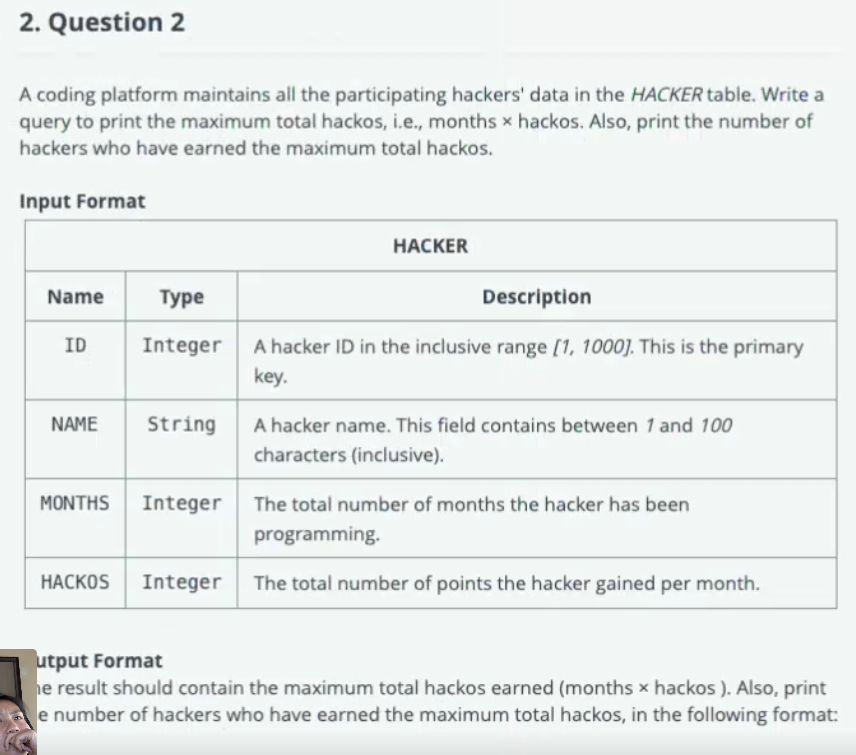 2. Question 2
A coding platform maintains all the participating hackers' data in the HACKER table. Write a
query to print the maximum total hackos, i.e., months × hackos. Also, print the number of
hackers who have earned the maximum total hackos.
Input Format
HACKER
Name Type Description
ID Integer A hacker ID in the inclusive range [1, 1000]. This is the primary
key.
NAME String A hacker name. This field contains between 1 and 100
characters (inclusive).
MONTHS Integer The total number of months the hacker has been
programming.
HACKOS Integer The total number of points the hacker gained per month.
utput Format
e result should contain the maximum total hackos earned (months × hackos ). Also, print
e number of hackers who have earned the maximum total hackos, in the following format: